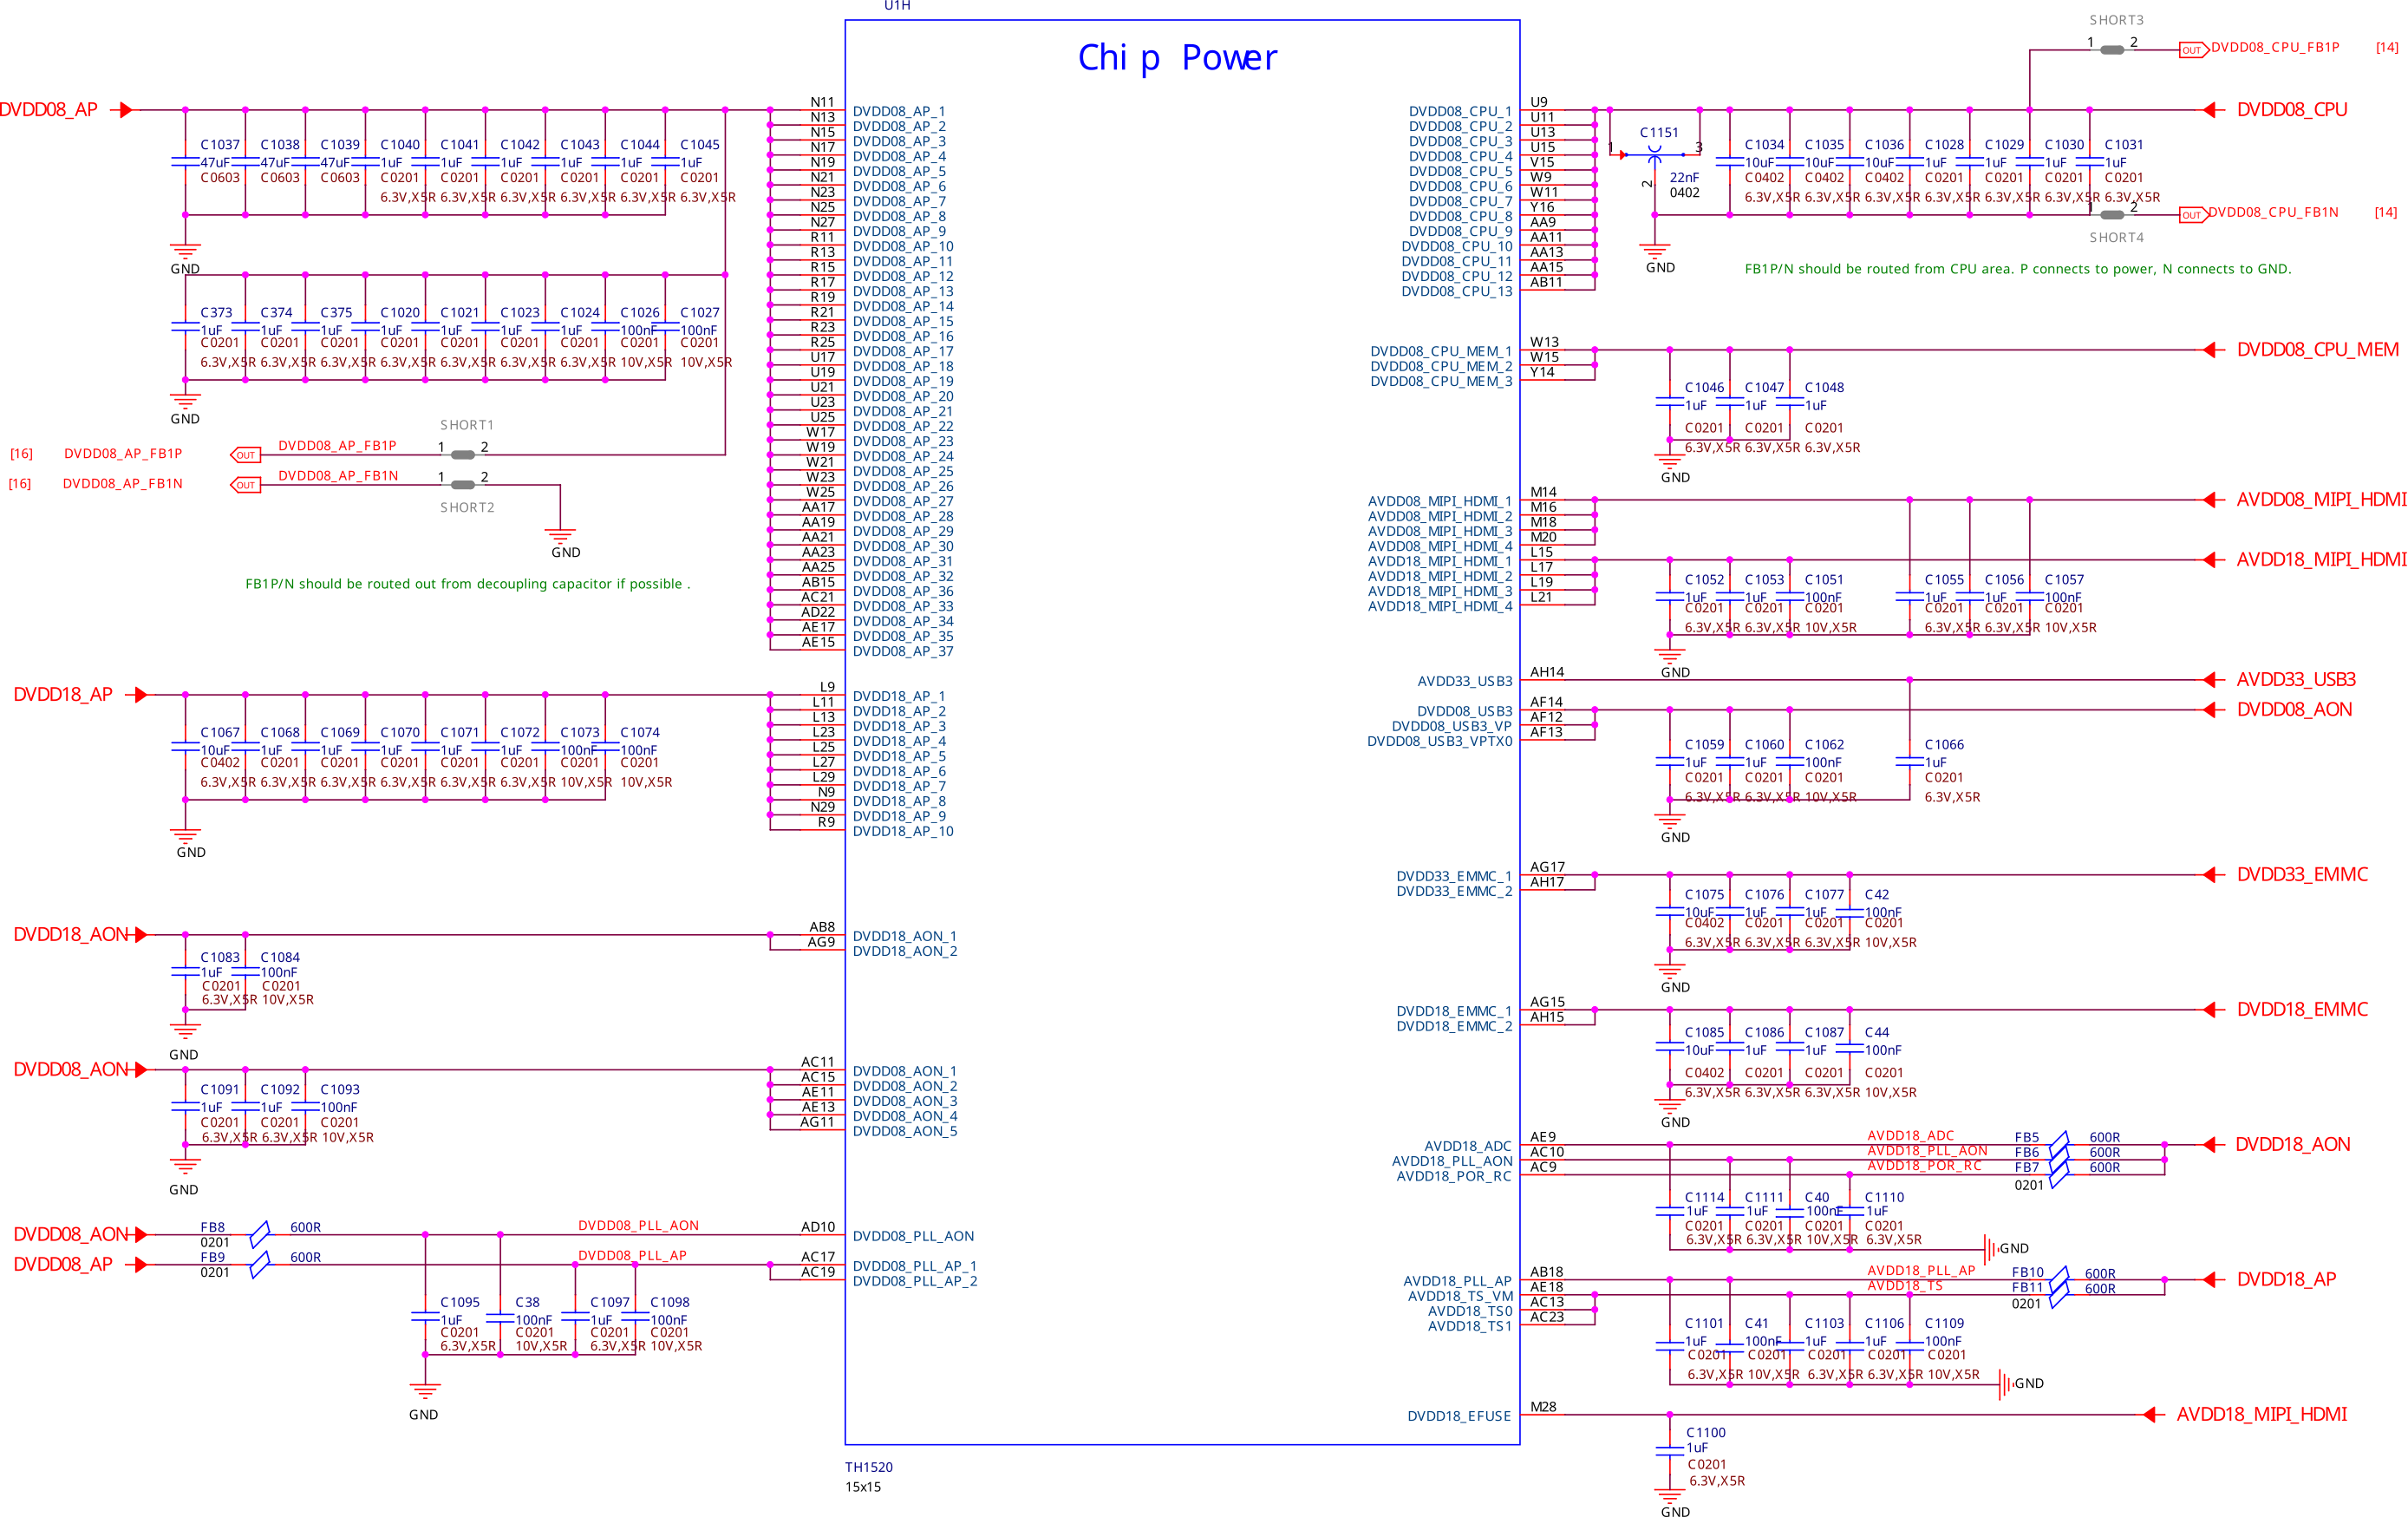 U1H
Chip Power
SHORT3
1 2 OUT DVDD08_CPU_FB1P [14]
DVDD08_AP
C1037 C1038 C1039 C1040 C1041 C1042 C1043 C1044 C1045
47uF 47uF 47uF 1uF 1uF 1uF 1uF 1uF 1uF
C0603 C0603 C0603 C0201 C0201 C0201 C0201 C0201 C0201
6.3V,X5R 6.3V,X5R 6.3V,X5R 6.3V,X5R 6.3V,X5R 6.3V,X5R
GND
C373 C374 C375 C1020 C1021 C1023 C1024 C1026 C1027
1uF 1uF 1uF 1uF 1uF 1uF 1uF 100nF 100nF
C0201 C0201 C0201 C0201 C0201 C0201 C0201 C0201 C0201
6.3V,X5R 6.3V,X5R 6.3V,X5R 6.3V,X5R 6.3V,X5R 6.3V,X5R 6.3V,X5R 10V,X5R 10V,X5R
GND
SHORT1
[16] DVDD08_AP_FB1P OUT DVDD08_AP_FB1P 1 2
[16] DVDD08_AP_FB1N OUT DVDD08_AP_FB1N 1 2
SHORT2
GND
FB1P/N should be routed out from decoupling capacitor if possible .
N11 DVDD08_AP_1
N13 DVDD08_AP_2
N15 DVDD08_AP_3
N17 DVDD08_AP_4
N19 DVDD08_AP_5
N21 DVDD08_AP_6
N23 DVDD08_AP_7
N25 DVDD08_AP_8
N27 DVDD08_AP_9
R11 DVDD08_AP_10
R13 DVDD08_AP_11
R15 DVDD08_AP_12
R17 DVDD08_AP_13
R19 DVDD08_AP_14
R21 DVDD08_AP_15
R23 DVDD08_AP_16
R25 DVDD08_AP_17
U17 DVDD08_AP_18
U19 DVDD08_AP_19
U21 DVDD08_AP_20
U23 DVDD08_AP_21
U25 DVDD08_AP_22
W17 DVDD08_AP_23
W19 DVDD08_AP_24
W21 DVDD08_AP_25
W23 DVDD08_AP_26
W25 DVDD08_AP_27
AA17 DVDD08_AP_28
AA19 DVDD08_AP_29
AA21 DVDD08_AP_30
AA23 DVDD08_AP_31
AA25 DVDD08_AP_32
AB15 DVDD08_AP_36
AC21 DVDD08_AP_33
AD22 DVDD08_AP_34
AE17 DVDD08_AP_35
AE15 DVDD08_AP_37
DVDD18_AP
C1067 C1068 C1069 C1070 C1071 C1072 C1073 C1074
10uF 1uF 1uF 1uF 1uF 1uF 100nF 100nF
C0402 C0201 C0201 C0201 C0201 C0201 C0201 C0201
6.3V,X5R 6.3V,X5R 6.3V,X5R 6.3V,X5R 6.3V,X5R 6.3V,X5R 10V,X5R 10V,X5R
GND
L9 DVDD18_AP_1
L11 DVDD18_AP_2
L13 DVDD18_AP_3
L23 DVDD18_AP_4
L25 DVDD18_AP_5
L27 DVDD18_AP_6
L29 DVDD18_AP_7
N9 DVDD18_AP_8
N29 DVDD18_AP_9
R9 DVDD18_AP_10
DVDD18_AON
AB8 DVDD18_AON_1
AG9 DVDD18_AON_2
C1083 C1084
1uF 100nF
C0201 C0201
6.3V,X5R 10V,X5R
GND
DVDD08_AON
AC11 DVDD08_AON_1
AC15 DVDD08_AON_2
AE11 DVDD08_AON_3
AE13 DVDD08_AON_4
AG11 DVDD08_AON_5
C1091 C1092 C1093
1uF 1uF 100nF
C0201 C0201 C0201
6.3V,X5R 6.3V,X5R 10V,X5R
GND
DVDD08_AON FB8 600R DVDD08_PLL_AON AD10 DVDD08_PLL_AON
0201
DVDD08_AP FB9 600R DVDD08_PLL_AP AC17 DVDD08_PLL_AP_1
0201 AC19 DVDD08_PLL_AP_2
C1095 C38 C1097 C1098
1uF 100nF 1uF 100nF
C0201 C0201 C0201 C0201
6.3V,X5R 10V,X5R 6.3V,X5R 10V,X5R
GND
DVDD08_CPU_1 U9 DVDD08_CPU
DVDD08_CPU_2 U11
DVDD08_CPU_3 U13
DVDD08_CPU_4 U15
DVDD08_CPU_5 V15
DVDD08_CPU_6 W9
DVDD08_CPU_7 W11
DVDD08_CPU_8 Y16
DVDD08_CPU_9 AA9
DVDD08_CPU_10 AA11
DVDD08_CPU_11 AA13
DVDD08_CPU_12 AA15
DVDD08_CPU_13 AB11
C1151
1 3
22nF
2 0402
C1034 C1035 C1036 C1028 C1029 C1030 C1031
10uF 10uF 10uF 1uF 1uF 1uF 1uF
C0402 C0402 C0402 C0201 C0201 C0201 C0201
6.3V,X5R 6.3V,X5R 6.3V,X5R 6.3V,X5R 6.3V,X5R 6.3V,X5R 6.3V,X5R
1 2 OUT DVDD08_CPU_FB1N [14]
SHORT4
GND
FB1P/N should be routed from CPU area. P connects to power, N connects to GND.
DVDD08_CPU_MEM_1 W13 DVDD08_CPU_MEM
DVDD08_CPU_MEM_2 W15
DVDD08_CPU_MEM_3 Y14
C1046 C1047 C1048
1uF 1uF 1uF
C0201 C0201 C0201
6.3V,X5R 6.3V,X5R 6.3V,X5R
GND
AVDD08_MIPI_HDMI_1 M14 AVDD08_MIPI_HDMI
AVDD08_MIPI_HDMI_2 M16
AVDD08_MIPI_HDMI_3 M18
AVDD08_MIPI_HDMI_4 M20
AVDD18_MIPI_HDMI_1 L15 AVDD18_MIPI_HDMI
AVDD18_MIPI_HDMI_2 L17
AVDD18_MIPI_HDMI_3 L19
AVDD18_MIPI_HDMI_4 L21
C1052 C1053 C1051 C1055 C1056 C1057
1uF 1uF 100nF 1uF 1uF 100nF
C0201 C0201 C0201 C0201 C0201 C0201
6.3V,X5R 6.3V,X5R 10V,X5R 6.3V,X5R 6.3V,X5R 10V,X5R
GND
AVDD33_USB3 AH14 AVDD33_USB3
DVDD08_USB3 AF14 DVDD08_AON
DVDD08_USB3_VP AF12
DVDD08_USB3_VPTX0 AF13
C1059 C1060 C1062 C1066
1uF 1uF 100nF 1uF
C0201 C0201 C0201 C0201
6.3V,X5R 6.3V,X5R 10V,X5R 6.3V,X5R
GND
DVDD33_EMMC_1 AG17 DVDD33_EMMC
DVDD33_EMMC_2 AH17
C1075 C1076 C1077 C42
10uF 1uF 1uF 100nF
C0402 C0201 C0201 C0201
6.3V,X5R 6.3V,X5R 6.3V,X5R 10V,X5R
GND
DVDD18_EMMC_1 AG15 DVDD18_EMMC
DVDD18_EMMC_2 AH15
C1085 C1086 C1087 C44
10uF 1uF 1uF 100nF
C0402 C0201 C0201 C0201
6.3V,X5R 6.3V,X5R 6.3V,X5R 10V,X5R
GND
AVDD18_ADC AE9 AVDD18_ADC FB5 600R DVDD18_AON
AVDD18_PLL_AON AC10 AVDD18_PLL_AON FB6 600R
AVDD18_POR_RC AC9 AVDD18_POR_RC FB7 600R
0201
C1114 C1111 C40 C1110
1uF 1uF 100nF 1uF
C0201 C0201 C0201 C0201
6.3V,X5R 6.3V,X5R 10V,X5R 6.3V,X5R
GND
AVDD18_PLL_AP AB18 AVDD18_PLL_AP FB10 600R DVDD18_AP
AVDD18_TS_VM AE18 AVDD18_TS FB11 600R
AVDD18_TS0 AC13 0201
AVDD18_TS1 AC23
C1101 C41 C1103 C1106 C1109
1uF 100nF 1uF 1uF 100nF
C0201 C0201 C0201 C0201 C0201
6.3V,X5R 10V,X5R 6.3V,X5R 6.3V,X5R 10V,X5R
GND
DVDD18_EFUSE M28 AVDD18_MIPI_HDMI
C1100
1uF
C0201
6.3V,X5R
GND
TH1520
15x15